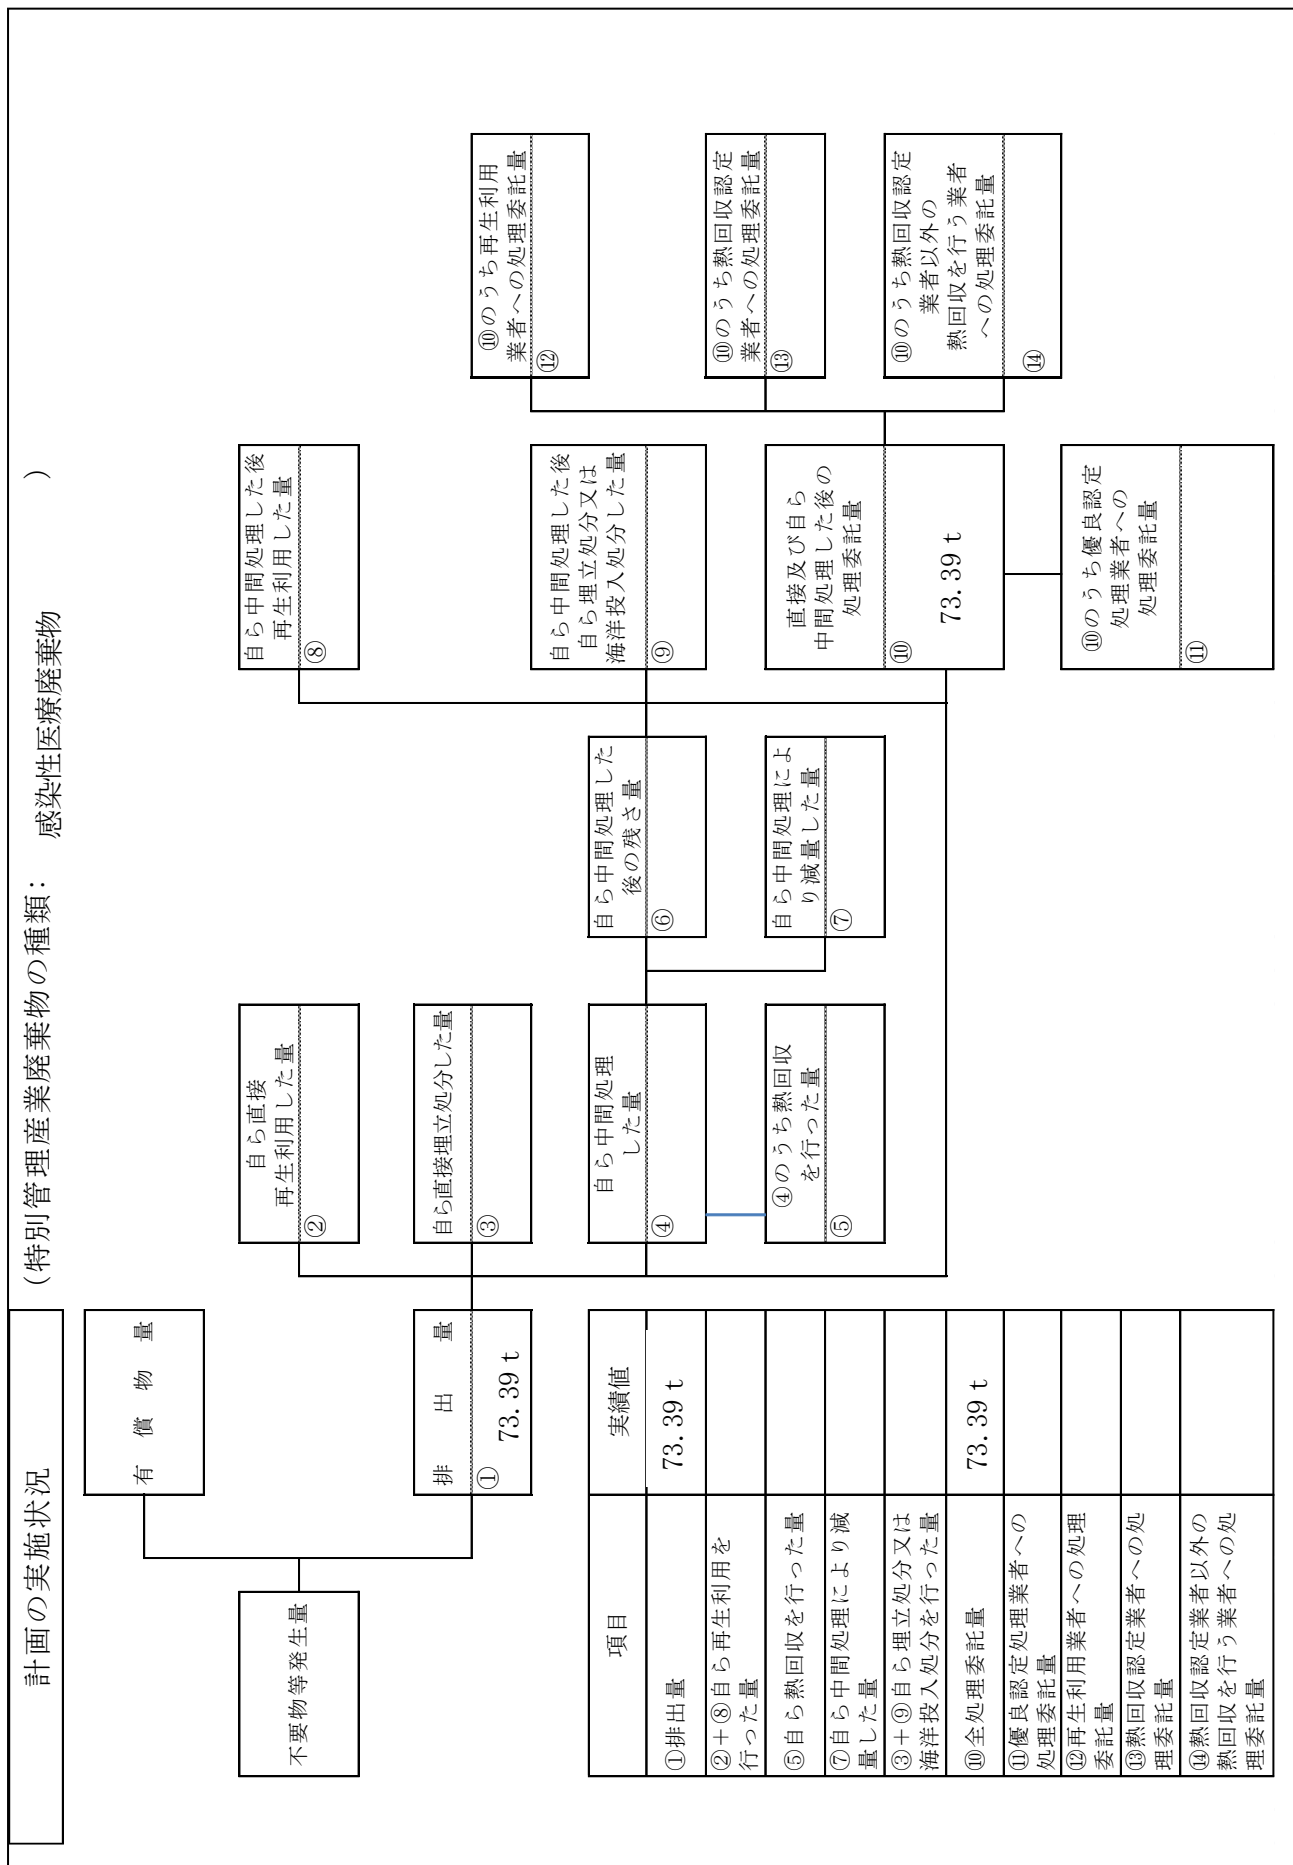 計画の実施状況
（特別管理産業廃棄物の種類： 感染性医療廃棄物 ）
不要物等発生量
有償物量
排出量
① 73.39ｔ
自ら直接
再生利用した量
②
自ら直接埋立処分した量
③
自ら中間処理
した量
④
④のうち熱回収
を行った量
⑤
自ら中間処理した
後の残さ量
⑥
自ら中間処理によ
り減量した量
⑦
自ら中間処理した後
再生利用した量
⑧
自ら中間処理した後
自ら埋立処分又は
海洋投入処分した量
⑨
直接及び自ら
中間処理した後の
処理委託量
⑩ 73.39ｔ
⑩のうち優良認定
処理業者への
処理委託量
⑪
⑩のうち再生利用
業者への処理委託量
⑫
⑩のうち熱回収認定
業者への処理委託量
⑬
⑩のうち熱回収認定
業者以外の
熱回収を行う業者
への処理委託量
⑭
項目 実績値
①排出量 73.39ｔ
②＋⑧自ら再生利用を
行った量
⑤自ら熱回収を行った量
⑦自ら中間処理により減
量した量
③＋⑨自ら埋立処分又は
海洋投入処分を行った量
⑩全処理委託量 73.39ｔ
⑪優良認定処理業者への
処理委託量
⑫再生利用業者への処理
委託量
⑬熱回収認定業者への処
理委託量
⑭熱回収認定業者以外の
熱回収を行う業者への処
理委託量